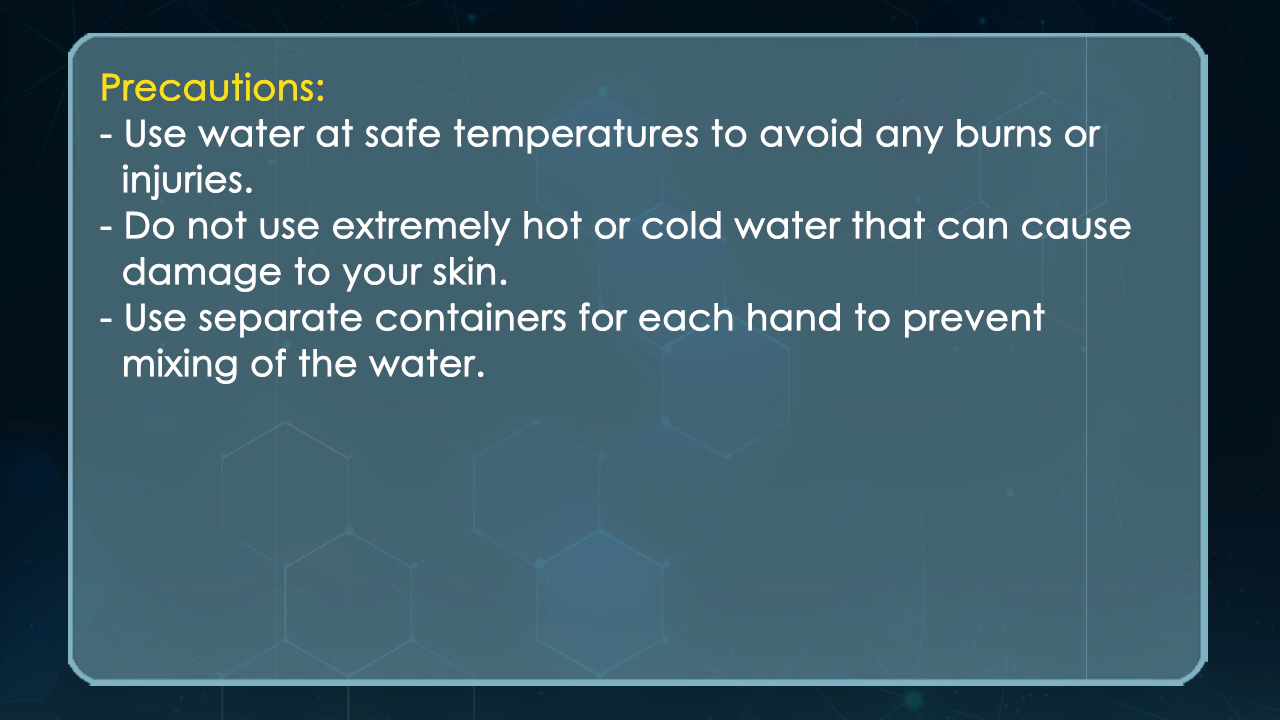 Precautions:
- Use water at safe temperatures to avoid any burns or
injuries.
- Do not use extremely hot or cold water that can cause
damage to your skin.
- Use separate containers for each hand to prevent
mixing of the water.